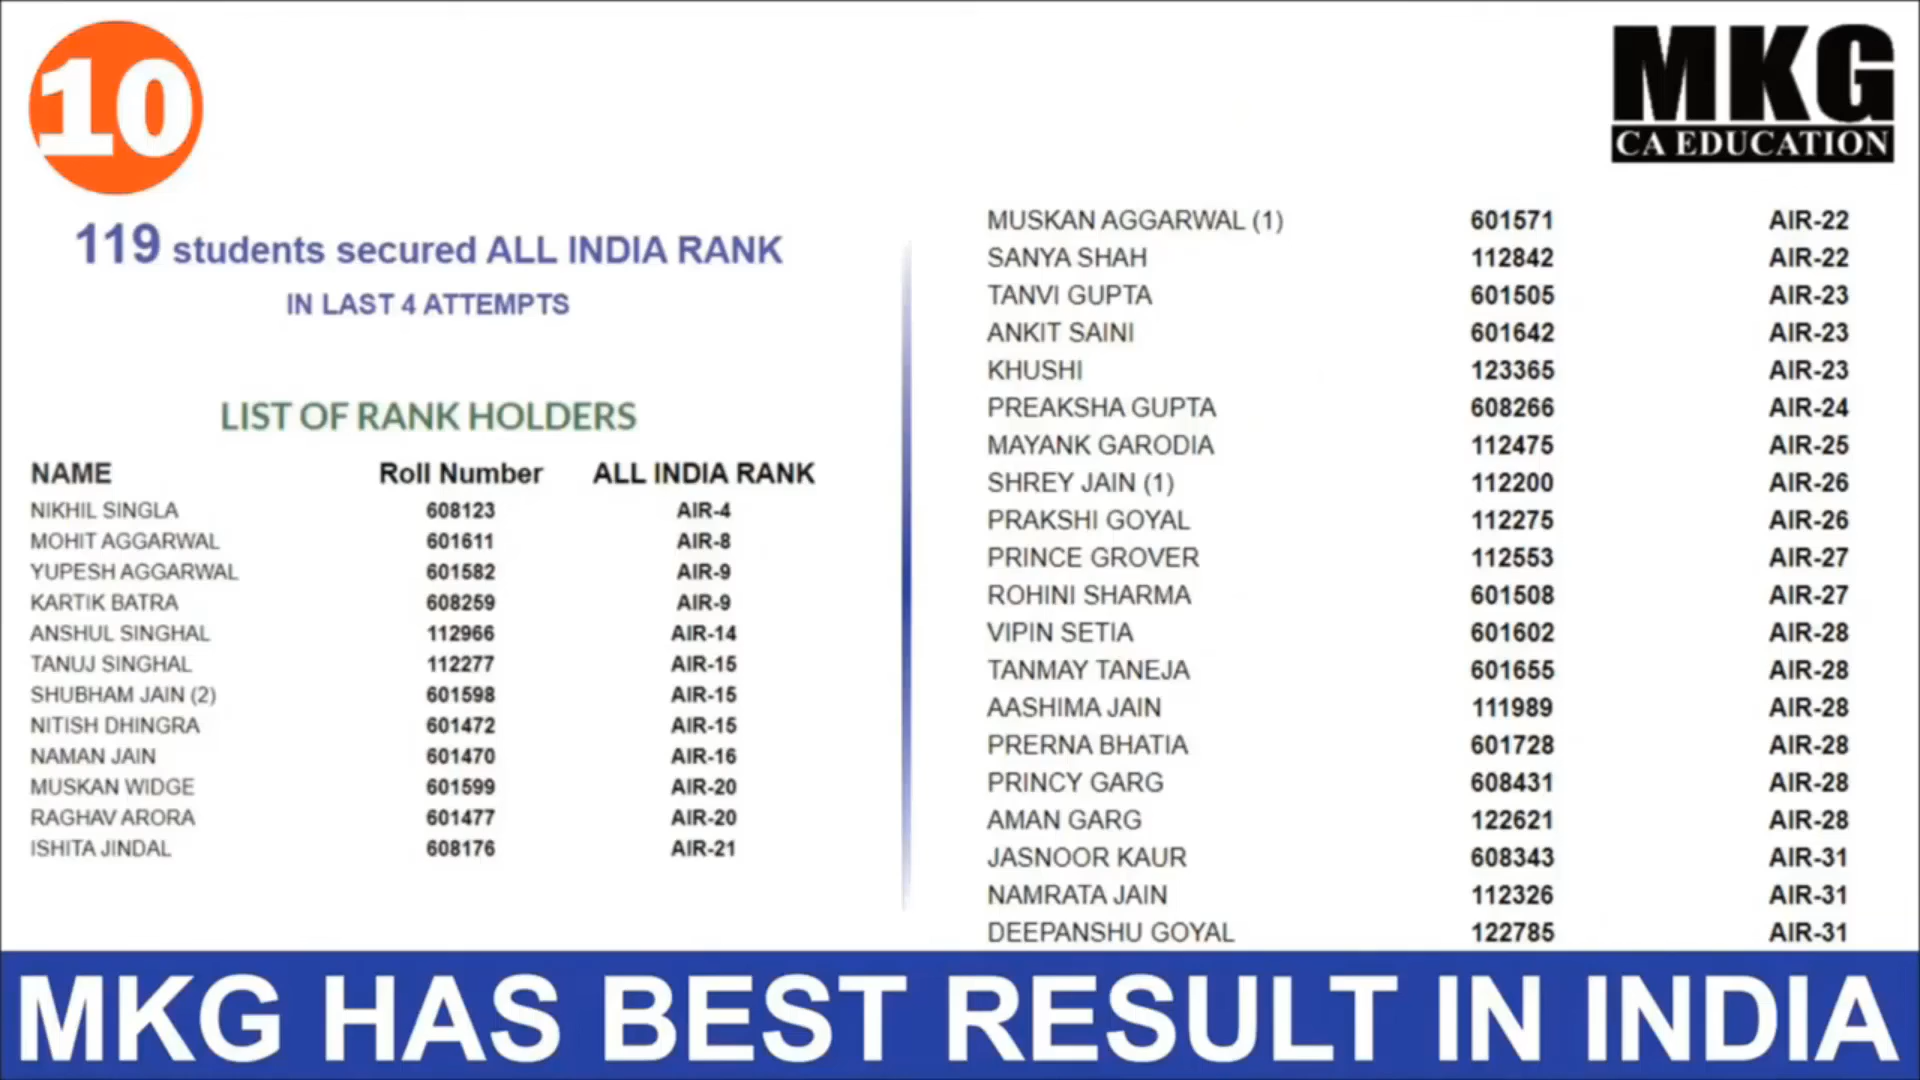 10
MKG
CA EDUCATION
119 students secured ALL INDIA RANK
IN LAST 4 ATTEMPTS
LIST OF RANK HOLDERS
NAME Roll Number ALL INDIA RANK
NIKHIL SINGLA 608123 AIR-4
MOHIT AGGARWAL 601611 AIR-8
YUPESH AGGARWAL 601582 AIR-9
KARTIK BATRA 608259 AIR-9
ANSHUL SINGHAL 112966 AIR-14
TANUJ SINGHAL 112277 AIR-15
SHUBHAM JAIN (2) 601598 AIR-15
NITISH DHINGRA 601472 AIR-15
NAMAN JAIN 601470 AIR-16
MUSKAN WIDGE 601599 AIR-20
RAGHAV ARORA 601477 AIR-20
ISHITA JINDAL 608176 AIR-21
MUSKAN AGGARWAL (1) 601571 AIR-22
SANYA SHAH 112842 AIR-22
TANVI GUPTA 601505 AIR-23
ANKIT SAINI 601642 AIR-23
KHUSHI 123365 AIR-23
PREAKSHA GUPTA 608266 AIR-24
MAYANK GARODIA 112475 AIR-25
SHREY JAIN (1) 112200 AIR-26
PRAKSHI GOYAL 112275 AIR-26
PRINCE GROVER 112553 AIR-27
ROHINI SHARMA 601508 AIR-27
VIPIN SETIA 601602 AIR-28
TANMAY TANEJA 601655 AIR-28
AASHIMA JAIN 111989 AIR-28
PRERNA BHATIA 601728 AIR-28
PRINCY GARG 608431 AIR-28
AMAN GARG 122621 AIR-28
JASNOOR KAUR 608343 AIR-31
NAMRATA JAIN 112326 AIR-31
DEEPANSHU GOYAL 122785 AIR-31
MKG HAS BEST RESULT IN INDIA